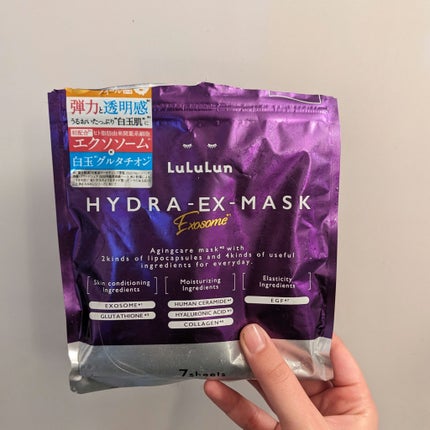 弾力と透明感
うるおいたっぷり"白玉肌"に
エクソソーム
白玉グルタチオン
LuLuLun
HYDRA-EX-MASK
Exosome
Agingcare mask with
2kinds of lipocapsules and 4kinds of useful
ingredients for everyday.
Skin conditioning
ingredients
Moisturizing
Ingredients
Elasticity
Ingredients
EXOSOME
GLUTATHIONE
HUMAN CERAMIDE
HYALURONIC ACID
COLLAGEN
EGF
7sheets